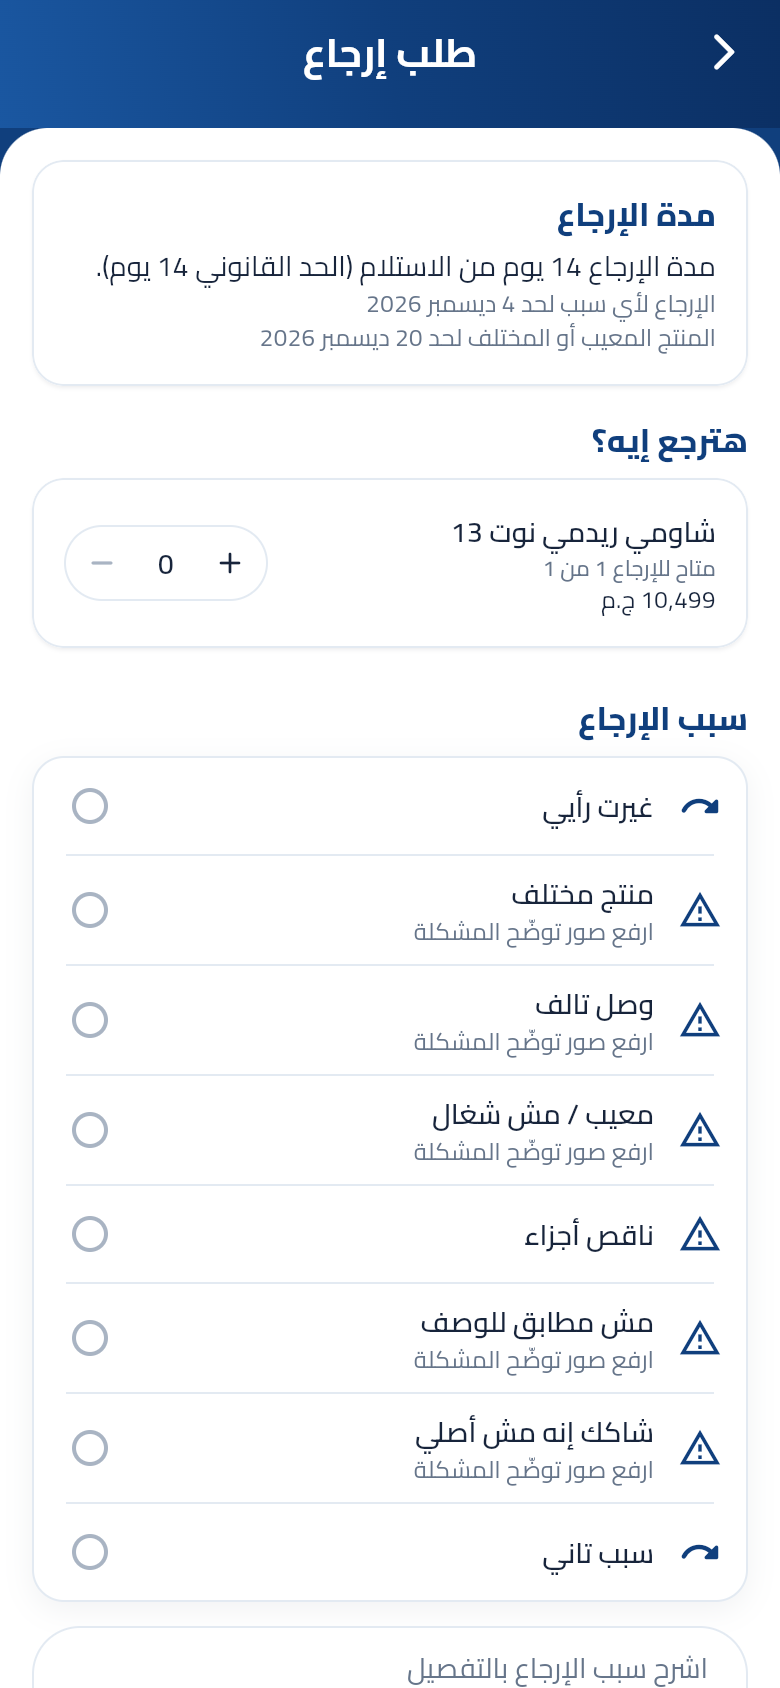 طلب إرجاع
مدة الإرجاع
مدة الإرجاع 14 يوم من الاستلام (الحد القانوني 14 يوم).
الإرجاع لأي سبب لحد 4 ديسمبر 2026
المنتج المعيب أو المختلف لحد 20 ديسمبر 2026
هترجع إيه؟
شاومي ريدمي نوت 13
متاح للإرجاع 1 من 1
10,499 ج.م
+ 0 −
سبب الإرجاع
غيرت رأيي
منتج مختلف
ارفع صور توضّح المشكلة
وصل تالف
ارفع صور توضّح المشكلة
معيب / مش شغال
ارفع صور توضّح المشكلة
ناقص أجزاء
مش مطابق للوصف
ارفع صور توضّح المشكلة
شاكك إنه مش أصلي
ارفع صور توضّح المشكلة
سبب تاني
اشرح سبب الإرجاع بالتفصيل